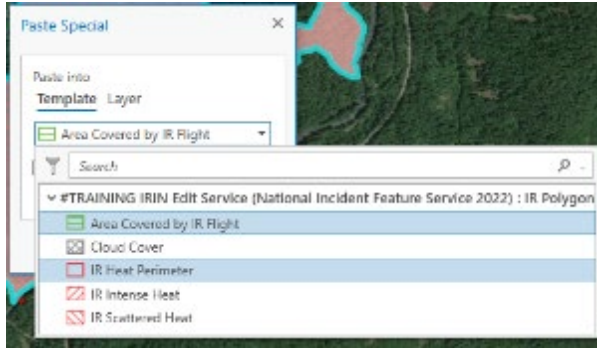 Paste Special
Paste into
Template Layer
Area Covered by IR Flight
Search
#TRAINING IRIN Edit Service (National Incident Feature Service 2022) : IR Polygon
Area Covered by IR Flight
Cloud Cover
IR Heat Perimeter
IR Intense Heat
IR Scattered Heat